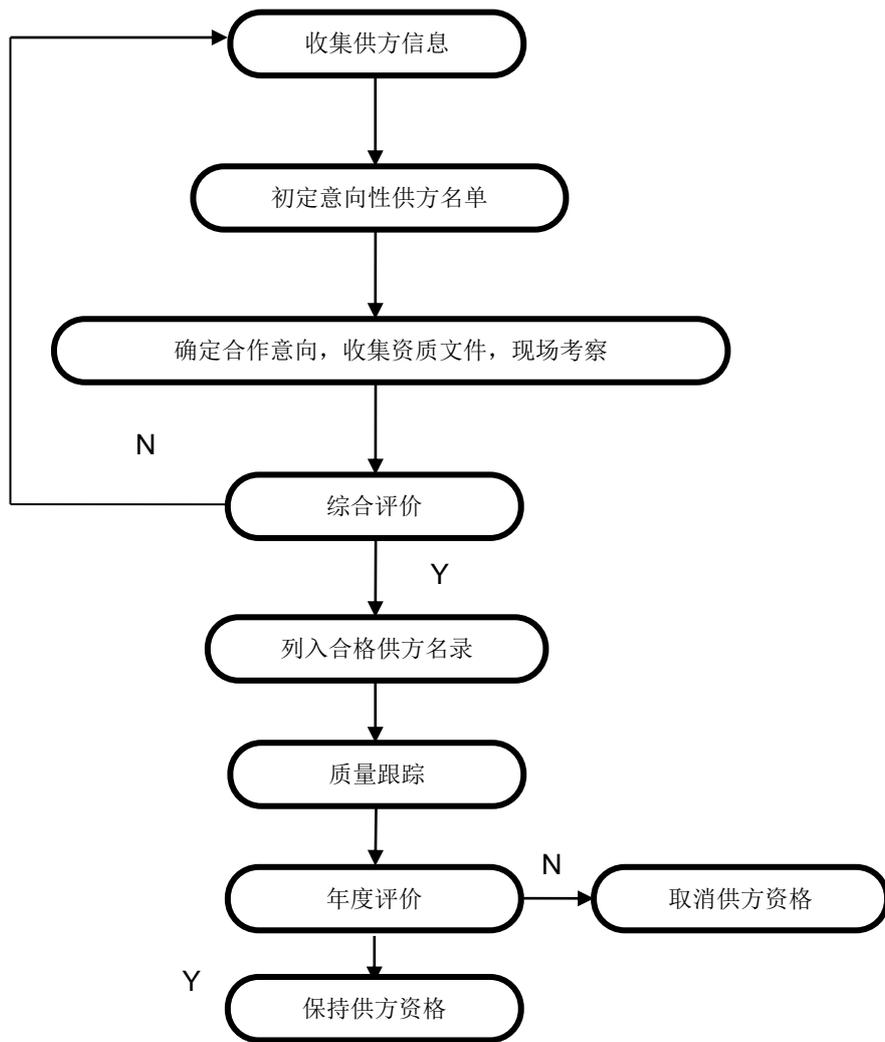 收集供方信息
初定意向性供方名单
确定合作意向，收集资质文件，现场考察
N
综合评价
Y
列入合格供方名录
质量跟踪
N
年度评价
取消供方资格
Y
保持供方资格